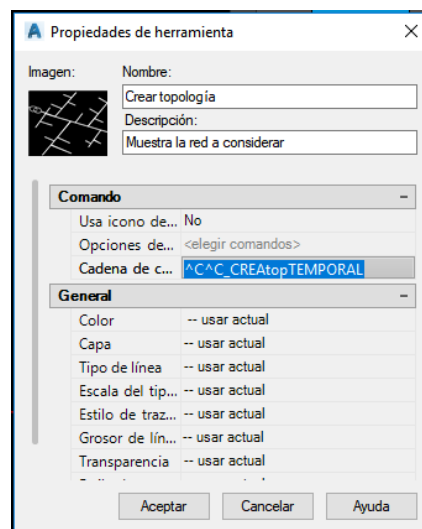 A Propiedades de herramienta
Imagen: Nombre:
Crear topología
Descripción:
Muestra la red a considerar
Comando
Usa icono de... No
Opciones de... <elegir comandos>
Cadena de c... ^C^C_CREAtopTEMPORAL
General
Color -- usar actual
Capa -- usar actual
Tipo de línea -- usar actual
Escala del tip... -- usar actual
Estilo de traz... -- usar actual
Grosor de lín... -- usar actual
Transparencia -- usar actual
Aceptar Cancelar Ayuda